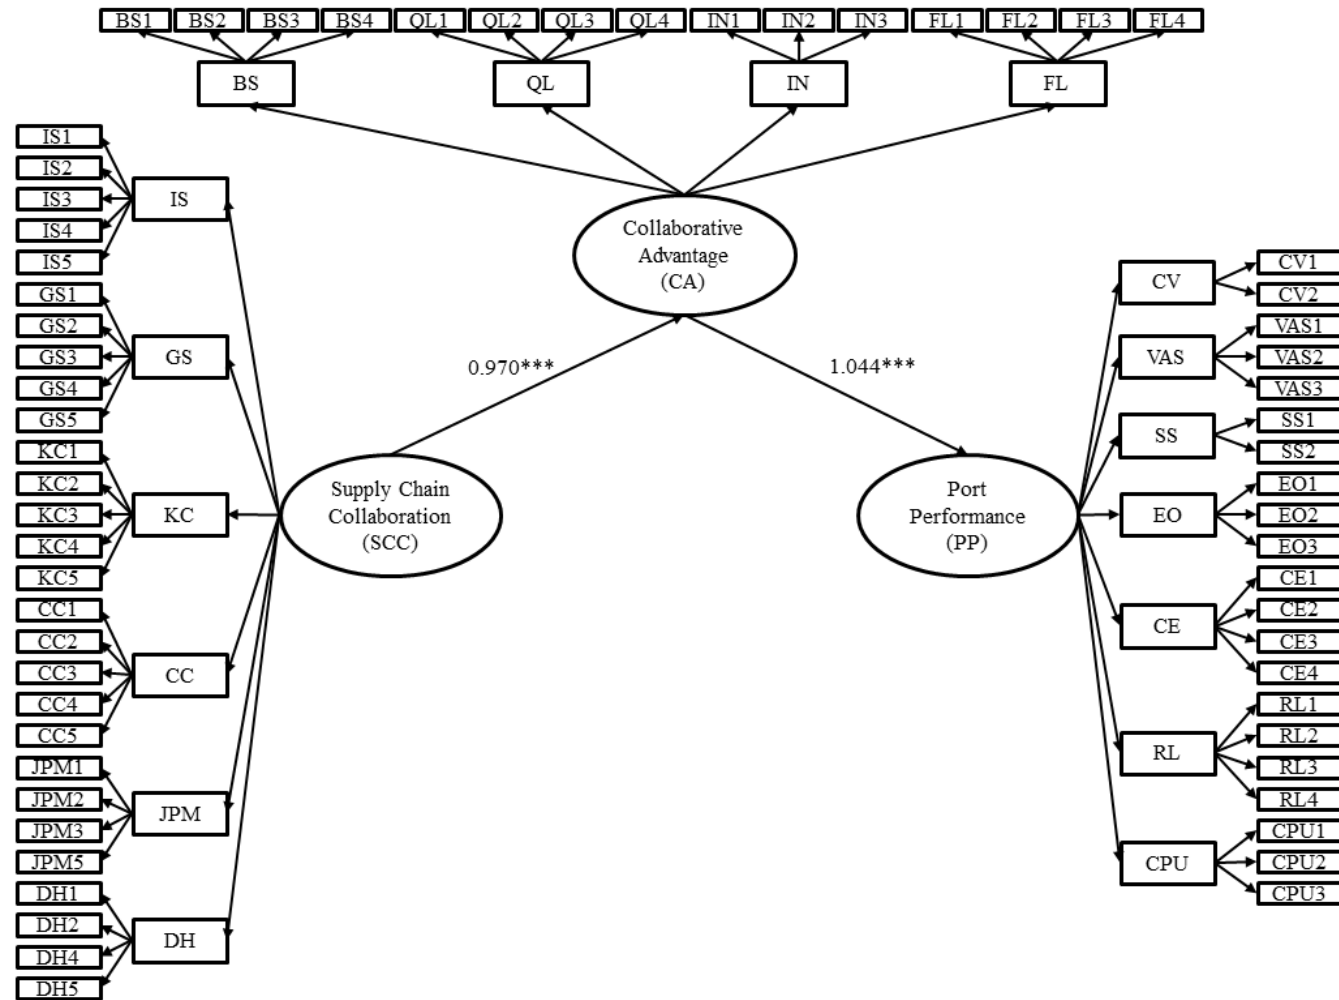 BS1 BS2 BS3 BS4 QL1 QL2 QL3 QL4 IN1 IN2 IN3 FL1 FL2 FL3 FL4
BS QL IN FL
IS1
IS2
IS3
IS4
IS5
IS
GS1
GS2
GS3
GS4
GS5
GS
KC1
KC2
KC3
KC4
KC5
KC
CC1
CC2
CC3
CC4
CC5
CC
JPM1
JPM2
JPM3
JPM5
JPM
DH1
DH2
DH4
DH5
DH
Collaborative
Advantage
(CA)
0.970***
1.044***
Supply Chain
Collaboration
(SCC)
Port
Performance
(PP)
CV
CV1
CV2
VAS
VAS1
VAS2
VAS3
SS
SS1
SS2
EO
EO1
EO2
EO3
CE
CE1
CE2
CE3
CE4
RL
RL1
RL2
RL3
RL4
CPU
CPU1
CPU2
CPU3